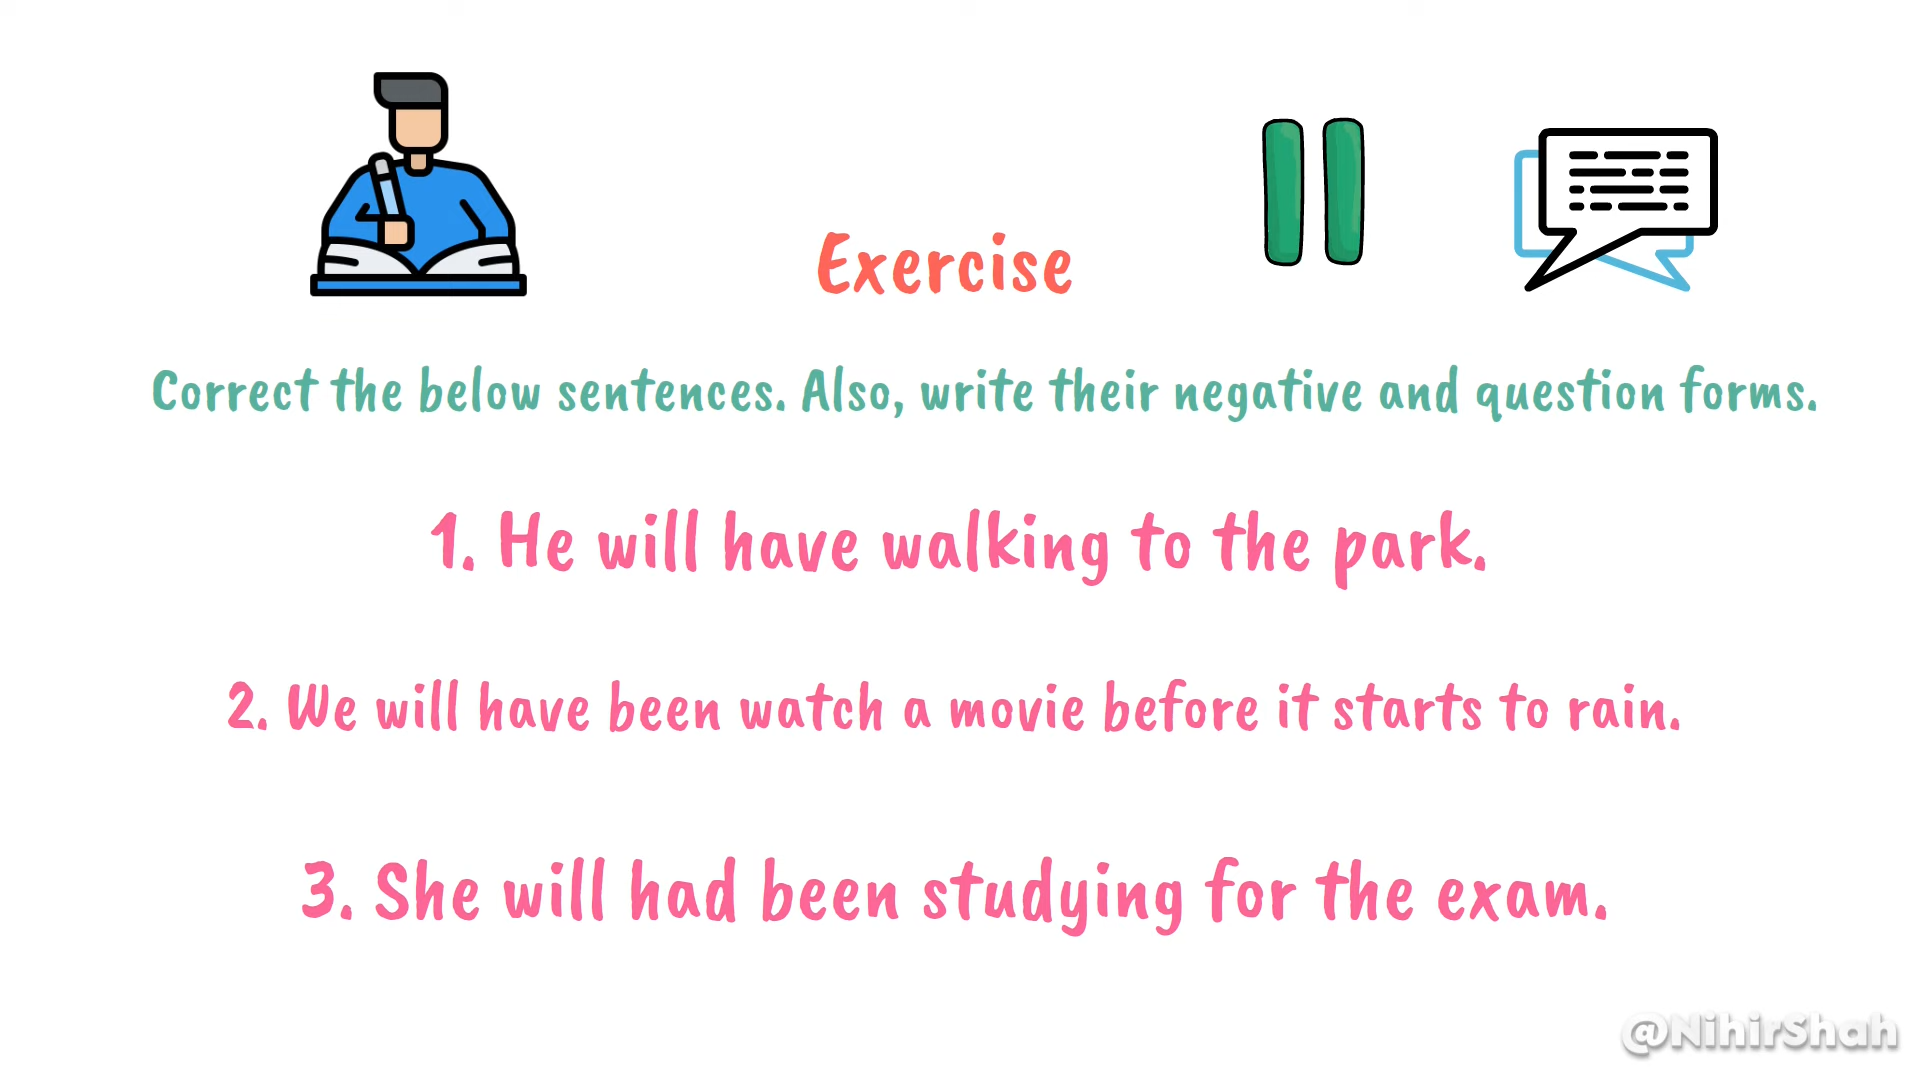 Exercise
Correct the below sentences. Also, write their negative and question forms.
1. He will have walking to the park.
2. We will have been watch a movie before it starts to rain.
3. She will had been studying for the exam.
@NihirShah